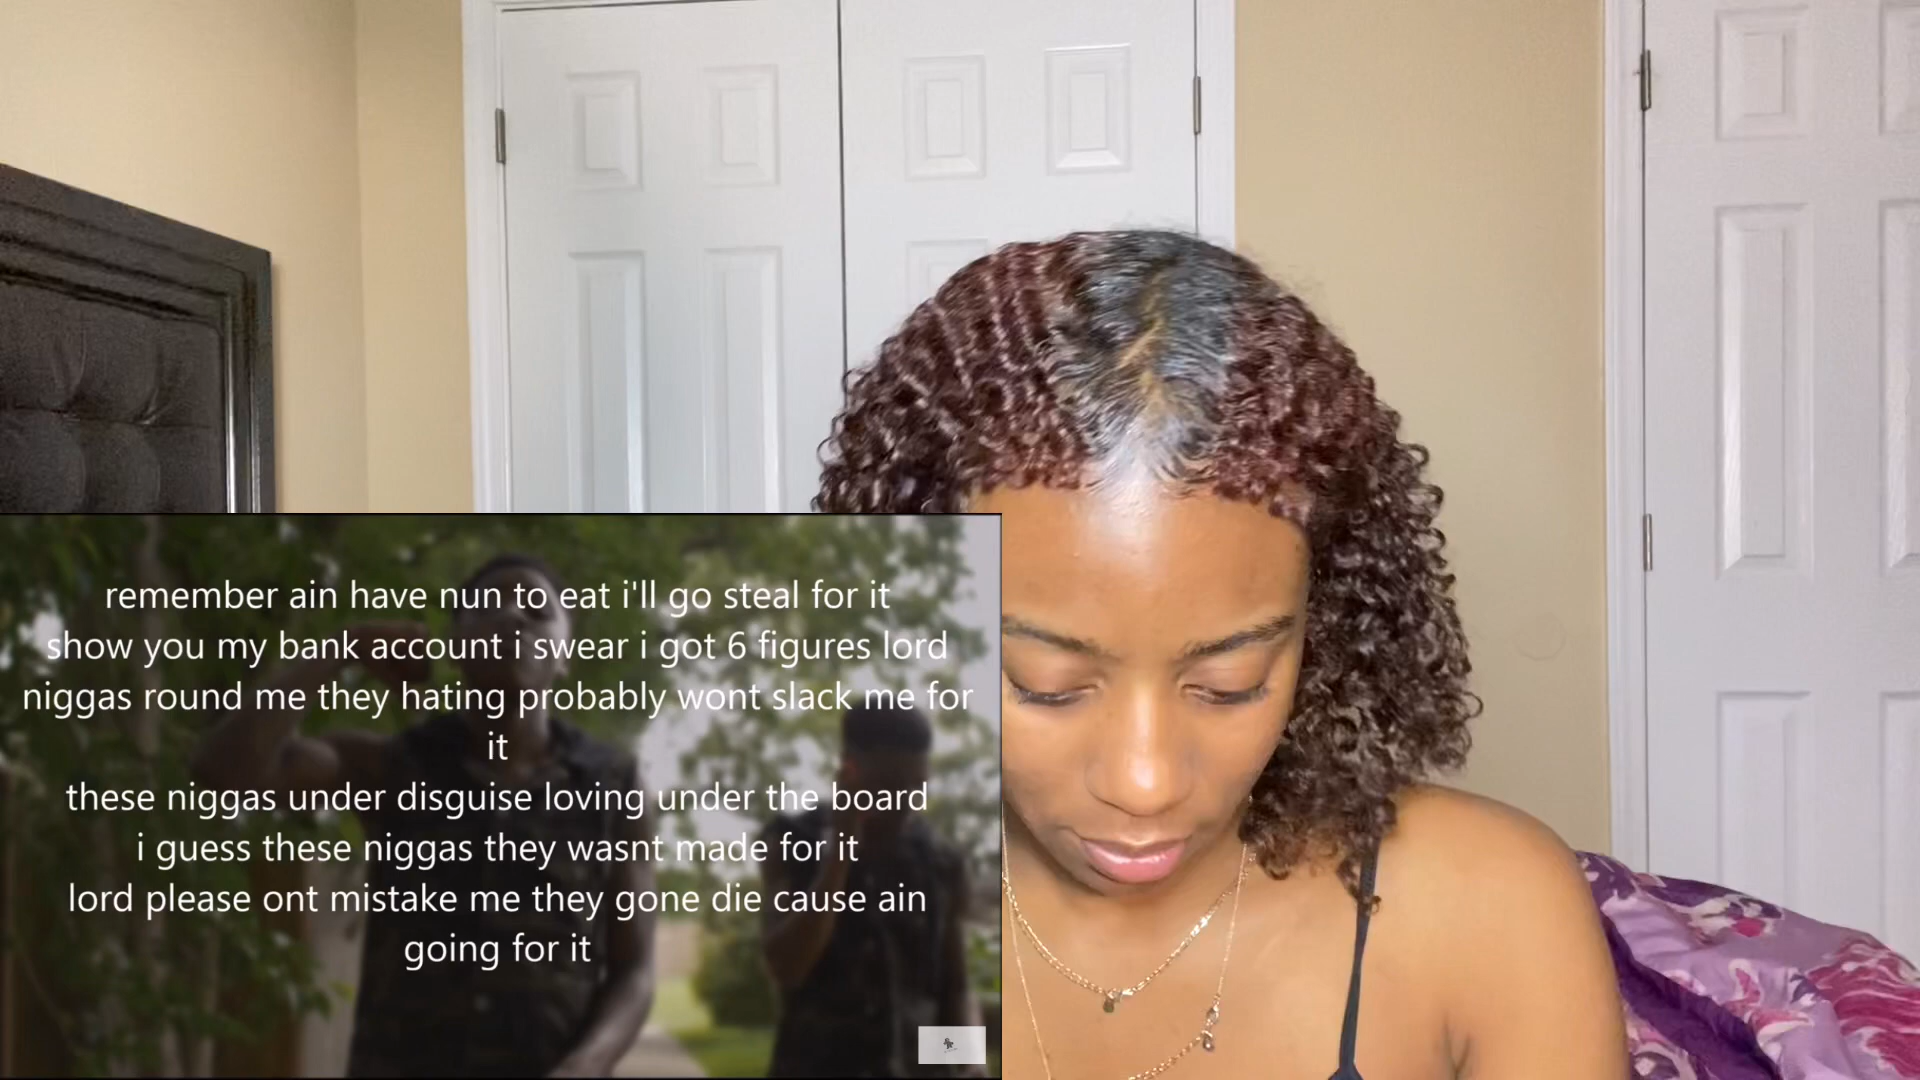 remember ain have nun to eat i'll go steal for it
show you my bank account i swear i got 6 figures lord
niggas round me they hating probably wont slack me for
it
these niggas under disguise loving under the board
i guess these niggas they wasnt made for it
lord please ont mistake me they gone die cause ain
going for it